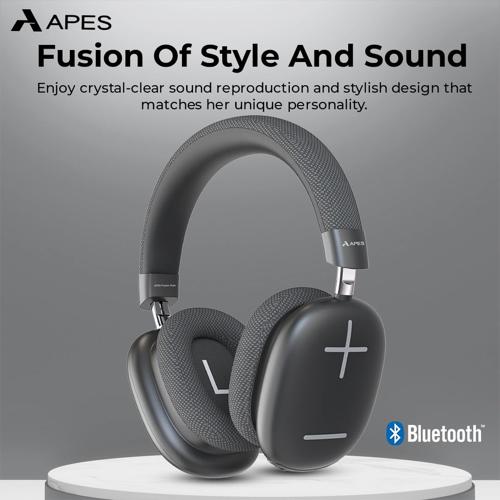 APES
Fusion Of Style And Sound
Enjoy crystal-clear sound reproduction and stylish design that
matches her unique personality.
APES
L
Bluetooth™